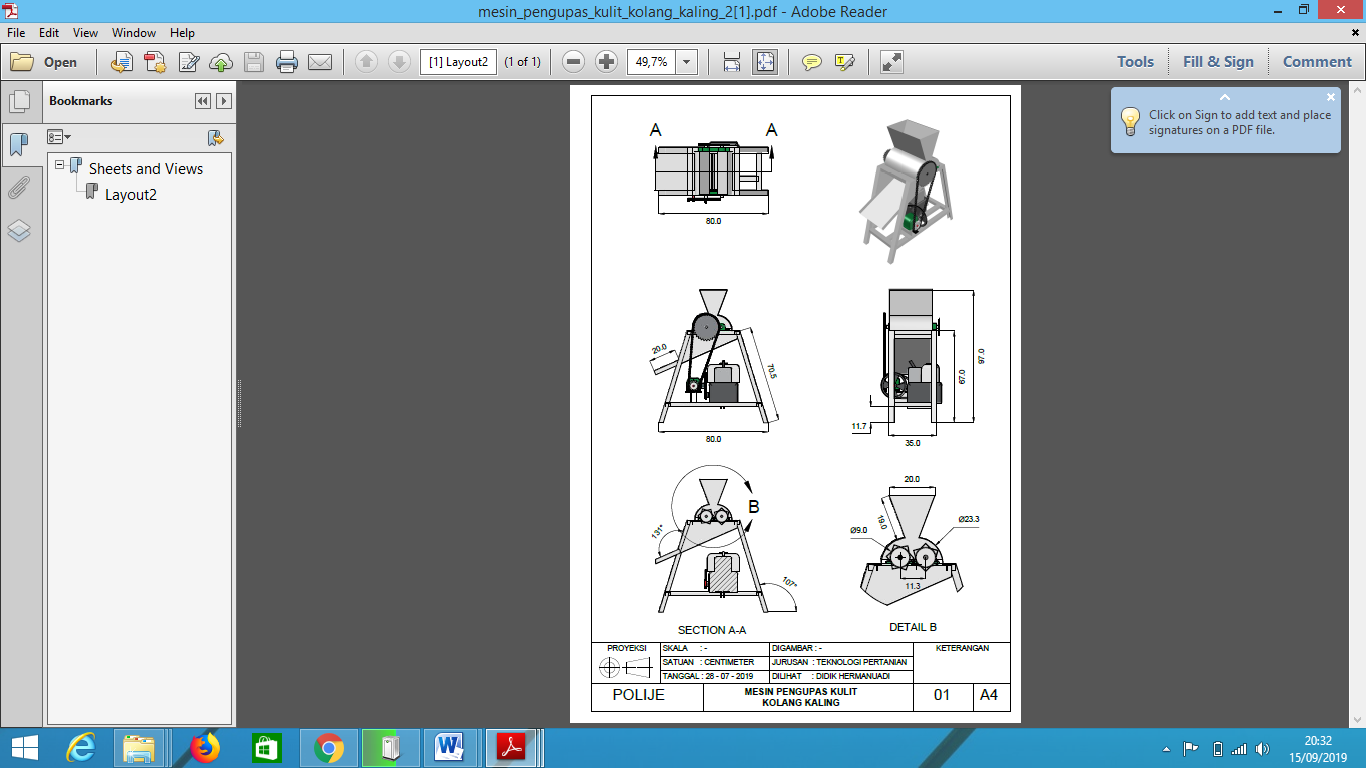 mesin_pengupas_kulit_kolang_kaling_2[1].pdf - Adobe Reader
File Edit View Window Help
Open
[1] Layout2
(1 of 1)
49,7%
Tools
Fill & Sign
Comment
Bookmarks
Sheets and Views
Layout2
Click on Sign to add text and place
signatures on a PDF file.
A A
80.0
20.0
70.5
80.0
97.0
67.0
11.7
35.0
B
131°
107°
SECTION A-A
20.0
19.0
Ø9.0
Ø23.3
11.3
DETAIL B
PROYEKSI
SKALA : -
DIGAMBAR : -
KETERANGAN
SATUAN : CENTIMETER
JURUSAN : TEKNOLOGI PERTANIAN
TANGGAL : 28 - 07 - 2019
DILIHAT : DIDIK HERMANUADI
POLIJE
MESIN PENGUPAS KULIT
KOLANG KALING
01
A4
20:32
15/09/2019